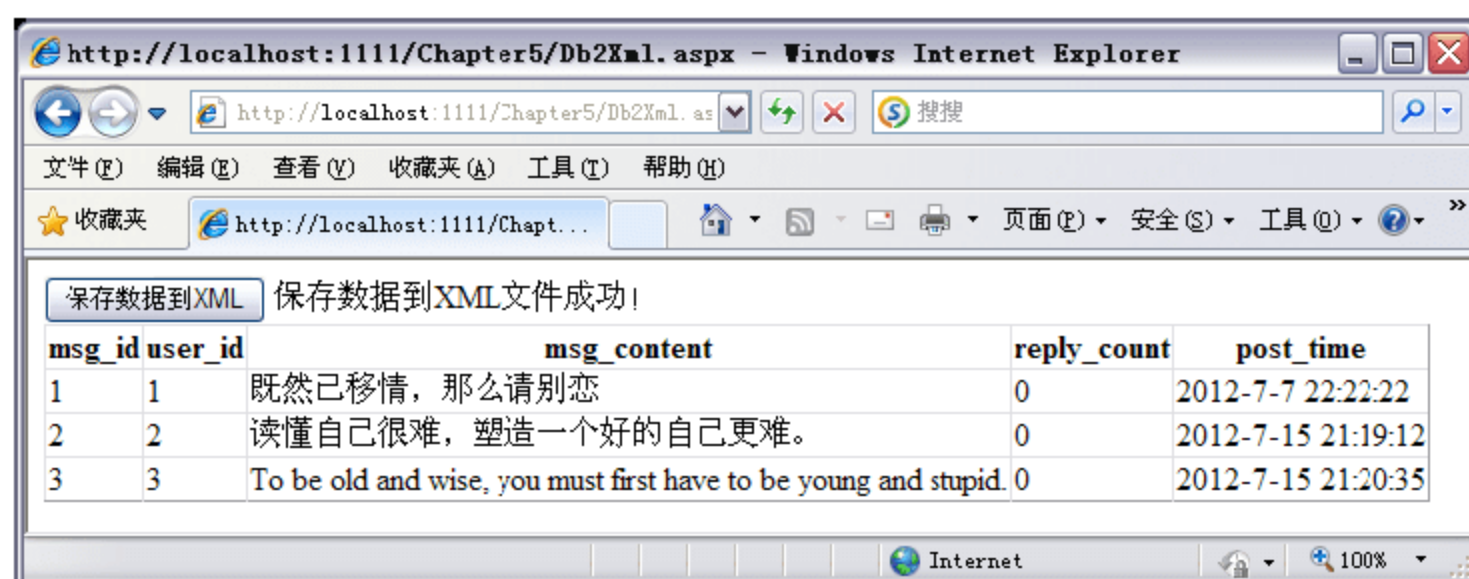 http://localhost:1111/Chapter5/Db2Xml.aspx - Windows Internet Explorer
http://localhost:1111/Chapter5/Db2Xml.as 搜搜
文件(F) 编辑(E) 查看(V) 收藏夹(A) 工具(T) 帮助(H)
收藏夹 http://localhost:1111/Chapt... 页面(P) 安全(S) 工具(O) »
保存数据到XML 保存数据到XML文件成功!
msg_id user_id msg_content reply_count post_time
1 1 既然已移情，那么请别恋 0 2012-7-7 22:22:22
2 2 读懂自己很难，塑造一个好的自己更难。 0 2012-7-15 21:19:12
3 3 To be old and wise, you must first have to be young and stupid. 0 2012-7-15 21:20:35
Internet 100%